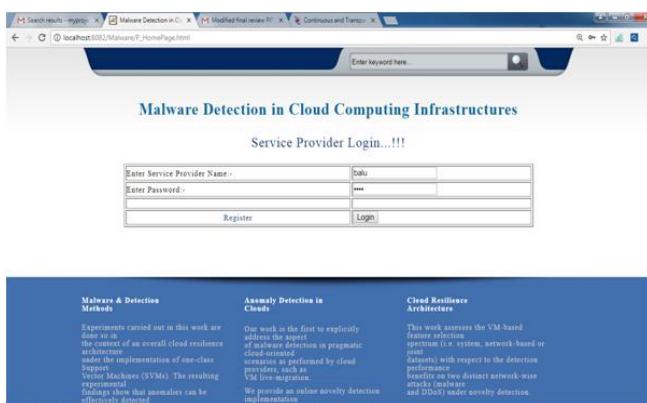 Search results - myproje
Malware Detection in Clo
Modified final review PP
Continuous and Transpa
localhost:8082/Malware/P_HomePage.html
Enter keyword here...
Malware Detection in Cloud Computing Infrastructures
Service Provider Login...!!!
Enter Service Provider Name:-
balu
Enter Password:-
••••
Register
Login
Malware & Detection
Methods
Experiments carried out in this work are
done so in
the context of an overall cloud resilience
architecture
under the implementation of one-class
Support
Vector Machines (SVMs). The resulting
experimental
findings show that anomalies can be
effectively detected
Anomaly Detection in
Clouds
Our work is the first to explicitly
address the aspect
of malware detection in pragmatic
cloud-oriented
scenarios as performed by cloud
providers, such as
VM live-migration.
We provide an online novelty detection
implementation
Cloud Resilience
Architecture
This work assesses the VM-based
feature selection
spectrum (i.e. system, network-based or
joint
datasets) with respect to the detection
performance
benefits on two distinct network-wise
attacks (malware
and DDoS) under novelty detection.